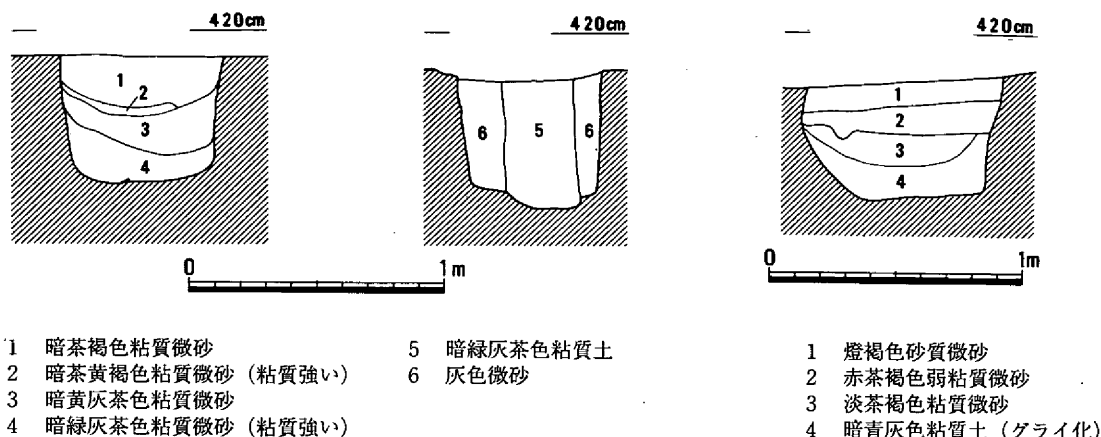 420cm
420cm
420cm
1
2
3
4
6
5
6
1
2
3
4
0 1m
0 1m
1 暗茶褐色粘質微砂
2 暗茶黄褐色粘質微砂（粘質強い）
3 暗黄灰茶色粘質微砂
4 暗緑灰茶色粘質微砂（粘質強い）
5 暗緑灰茶色粘質土
6 灰色微砂
1 燈褐色砂質微砂
2 赤茶褐色弱粘質微砂
3 淡茶褐色粘質微砂
4 暗青灰色粘質土（グライ化）